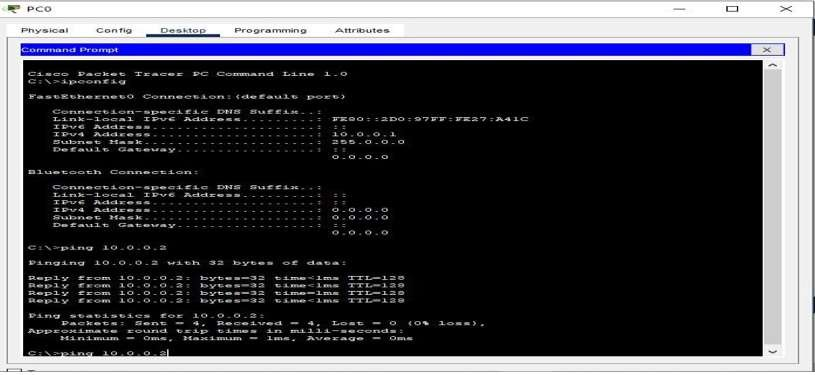 PC0
Physical Config Desktop Programming Attributes
Command Prompt
Cisco Packet Tracer PC Command Line 1.0
C:\>ipconfig
FastEthernet0 Connection:(default port)
Connection-specific DNS Suffix..:
Link-local IPv6 Address.........: FE80::2D0:97FF:FE27:A41C
IPv6 Address....................: ::
IPv4 Address....................: 10.0.0.1
Subnet Mask.....................: 255.0.0.0
Default Gateway.................: ::
0.0.0.0
Bluetooth Connection:
Connection-specific DNS Suffix..:
Link-local IPv6 Address.........: ::
IPv6 Address....................: ::
IPv4 Address....................: 0.0.0.0
Subnet Mask.....................: 0.0.0.0
Default Gateway.................: ::
0.0.0.0
C:\>ping 10.0.0.2
Pinging 10.0.0.2 with 32 bytes of data:
Reply from 10.0.0.2: bytes=32 time<1ms TTL=128
Reply from 10.0.0.2: bytes=32 time<1ms TTL=128
Reply from 10.0.0.2: bytes=32 time=1ms TTL=128
Reply from 10.0.0.2: bytes=32 time<1ms TTL=128
Ping statistics for 10.0.0.2:
Packets: Sent = 4, Received = 4, Lost = 0 (0% loss),
Approximate round trip times in milli-seconds:
Minimum = 0ms, Maximum = 1ms, Average = 0ms
C:\>ping 10.0.0.2